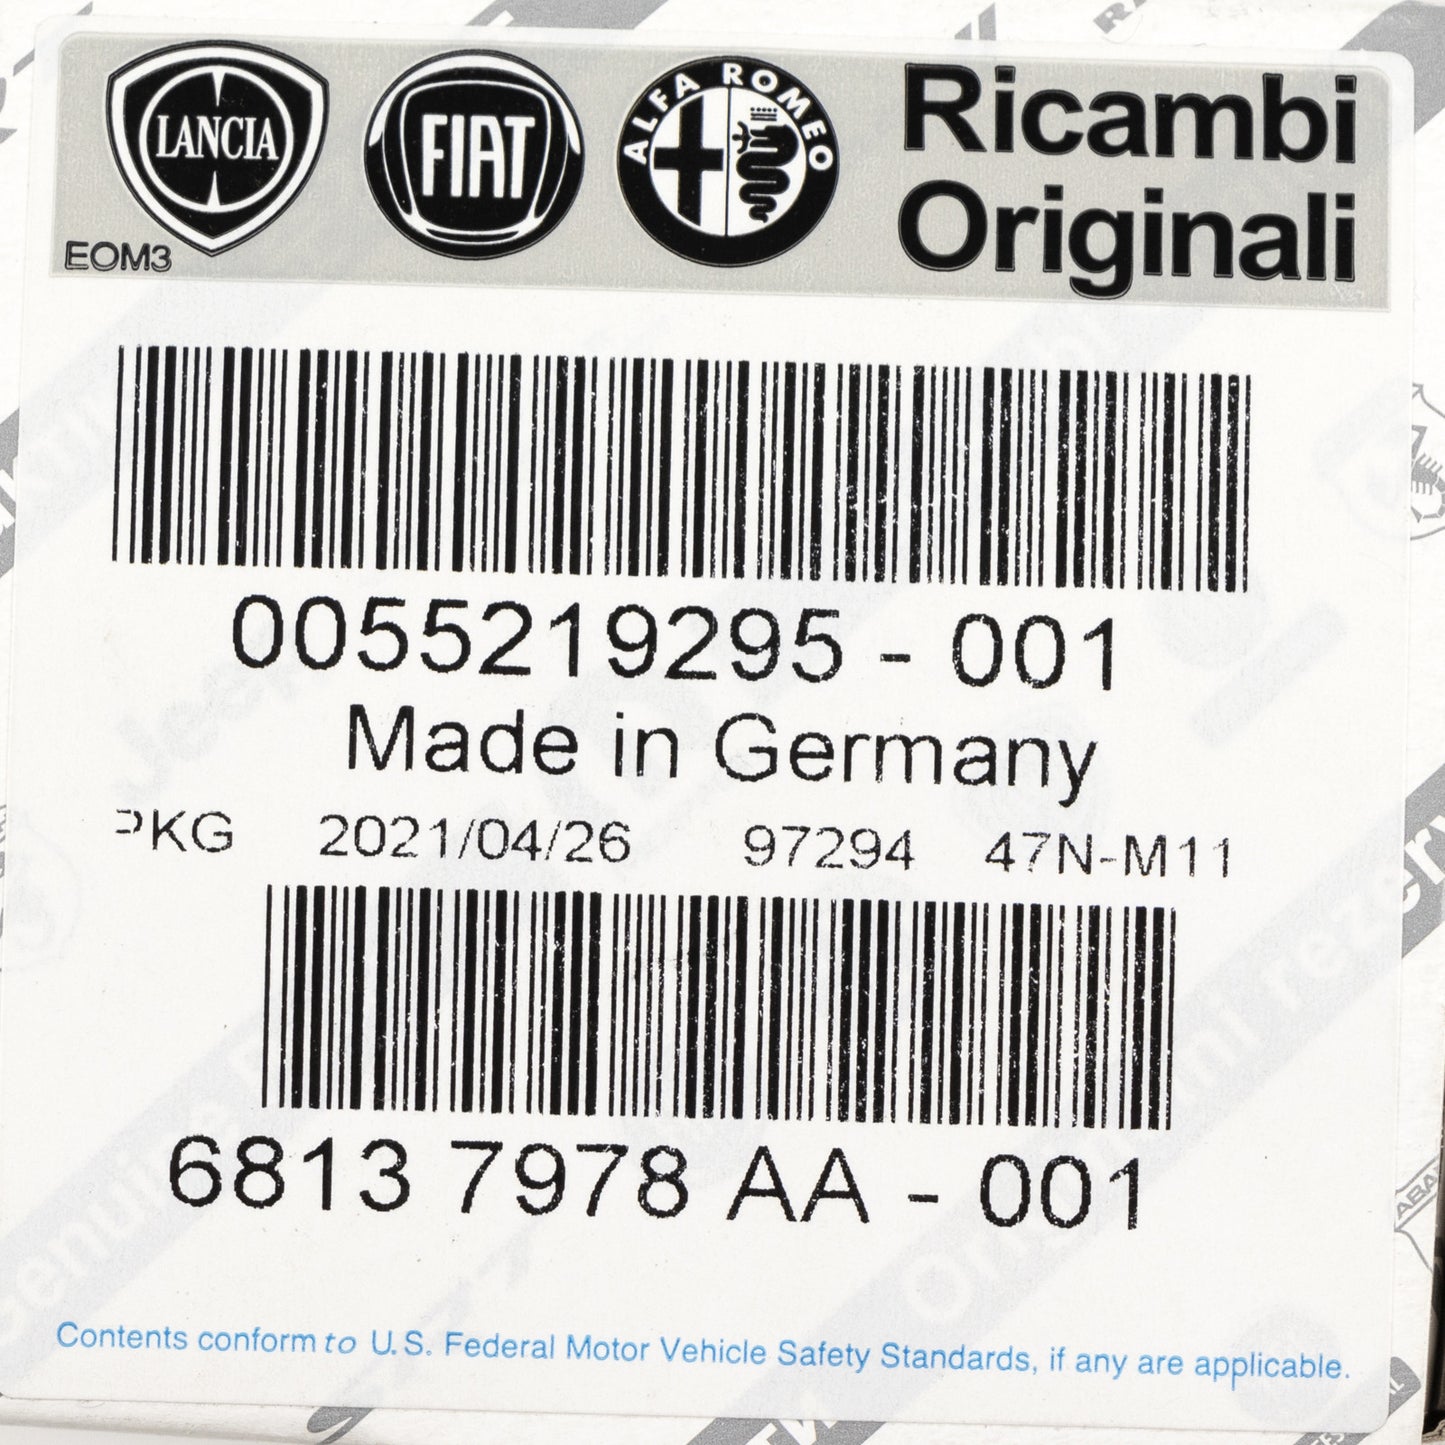 LANCIA FIAT ALFA ROMEO Ricambi
Originali
EOM3
0055219295 - 001
Made in Germany
PKG 2021/04/26 97294 47N-M11
6813 7978 AA - 001
Contents conform to U.S. Federal Motor Vehicle Safety Standards, if any are applicable.